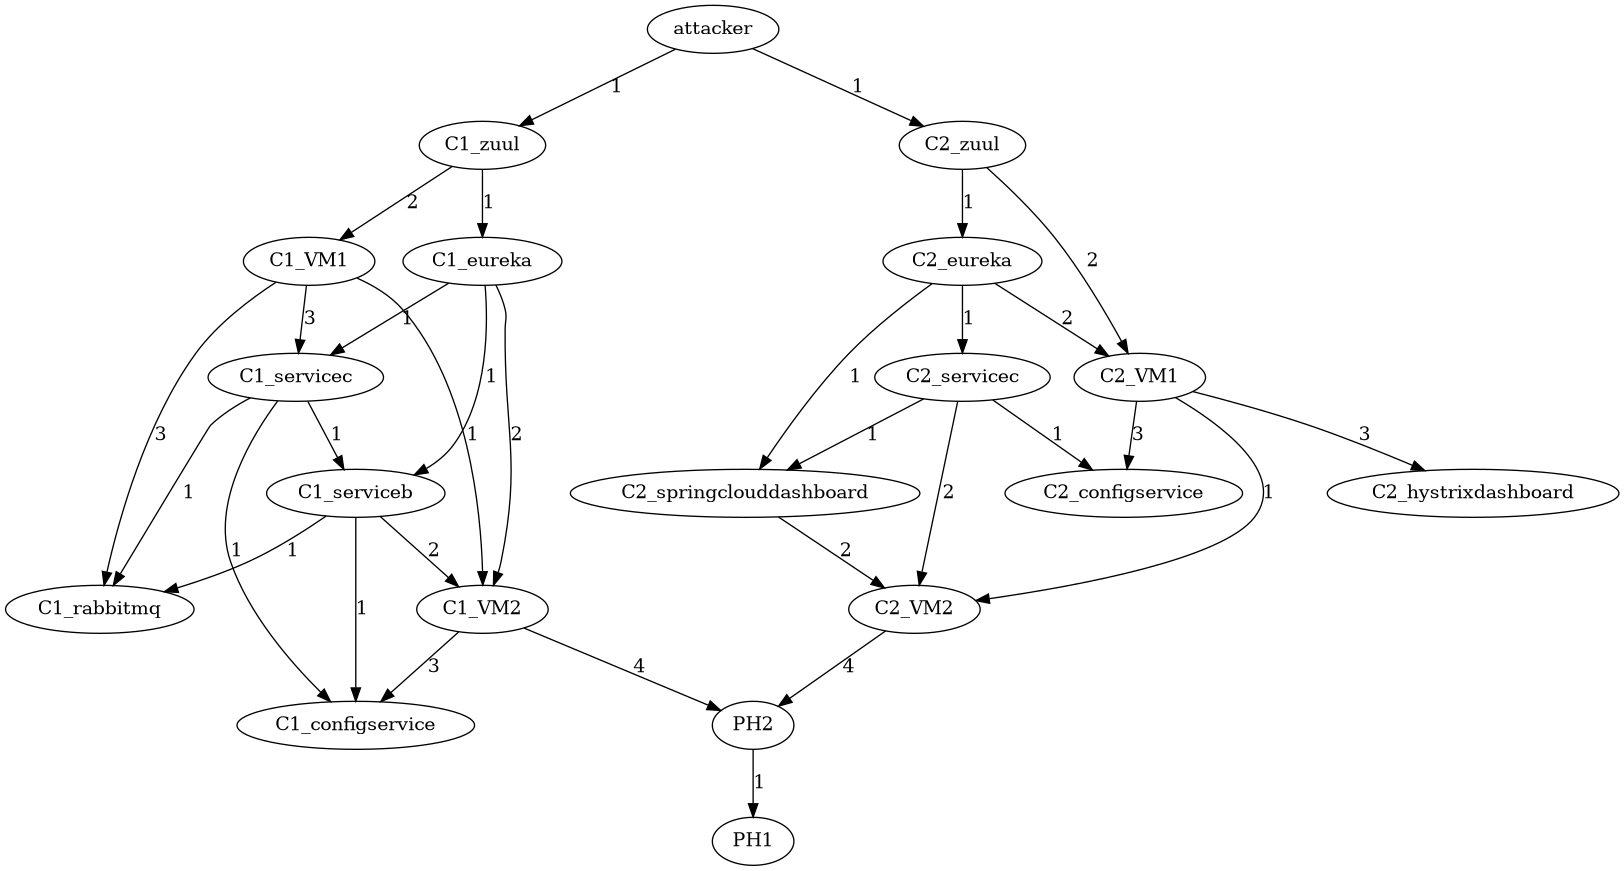 attacker
1
1
C1_zuul
C2_zuul
2
1
1
2
C1_VM1
C1_eureka
C2_eureka
3
1
1
2
C1_servicec
C2_servicec
C2_VM1
3
1
1
1
2
1
1
1
3
3
1
2
1
C1_serviceb
C2_springclouddashboard
C2_configservice
C2_hystrixdashboard
1
1
2
2
1
C1_rabbitmq
C1_VM2
C2_VM2
3
4
4
C1_configservice
PH2
1
PH1